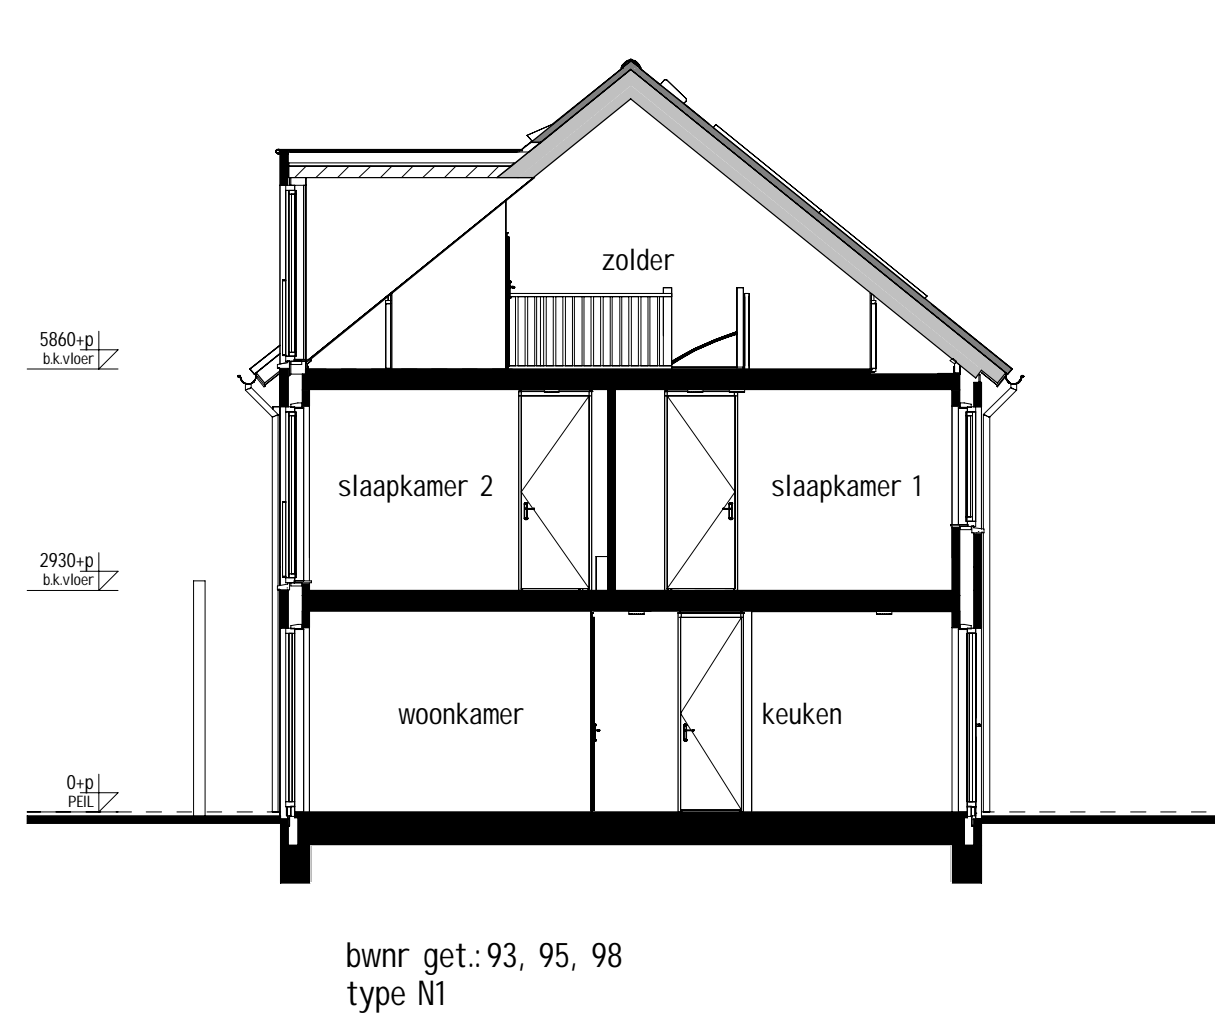 zolder
5860+p
b.k.vloer
slaapkamer 2
slaapkamer 1
2930+p
b.k.vloer
woonkamer
keuken
0+p
PEIL
bwnr get.: 93, 95, 98
type N1